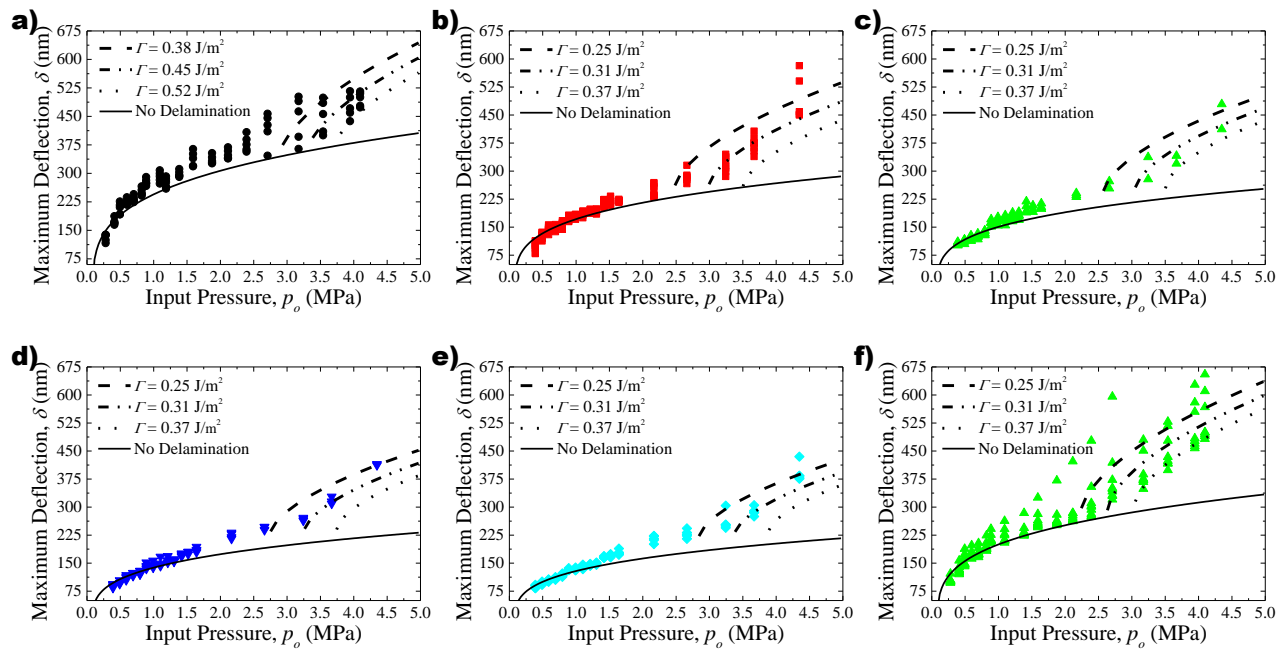 a)
Maximum Deflection, δ (nm)
675
600
525
450
375
300
225
150
75
Γ = 0.38 J/m²
Γ = 0.45 J/m²
Γ = 0.52 J/m²
No Delamination
0.0 0.5 1.0 1.5 2.0 2.5 3.0 3.5 4.0 4.5 5.0
Input Pressure, pₒ (MPa)
b)
Maximum Deflection, δ (nm)
675
600
525
450
375
300
225
150
75
Γ = 0.25 J/m²
Γ = 0.31 J/m²
Γ = 0.37 J/m²
No Delamination
0.0 0.5 1.0 1.5 2.0 2.5 3.0 3.5 4.0 4.5 5.0
Input Pressure, pₒ (MPa)
c)
Maximum Deflection, δ (nm)
675
600
525
450
375
300
225
150
75
Γ = 0.25 J/m²
Γ = 0.31 J/m²
Γ = 0.37 J/m²
No Delamination
0.0 0.5 1.0 1.5 2.0 2.5 3.0 3.5 4.0 4.5 5.0
Input Pressure, pₒ (MPa)
d)
Maximum Deflection, δ (nm)
675
600
525
450
375
300
225
150
75
Γ = 0.25 J/m²
Γ = 0.31 J/m²
Γ = 0.37 J/m²
No Delamination
0.0 0.5 1.0 1.5 2.0 2.5 3.0 3.5 4.0 4.5 5.0
Input Pressure, pₒ (MPa)
e)
Maximum Deflection, δ (nm)
675
600
525
450
375
300
225
150
75
Γ = 0.25 J/m²
Γ = 0.31 J/m²
Γ = 0.37 J/m²
No Delamination
0.0 0.5 1.0 1.5 2.0 2.5 3.0 3.5 4.0 4.5 5.0
Input Pressure, pₒ (MPa)
f)
Maximum Deflection, δ (nm)
675
600
525
450
375
300
225
150
75
Γ = 0.25 J/m²
Γ = 0.31 J/m²
Γ = 0.37 J/m²
No Delamination
0.0 0.5 1.0 1.5 2.0 2.5 3.0 3.5 4.0 4.5 5.0
Input Pressure, pₒ (MPa)